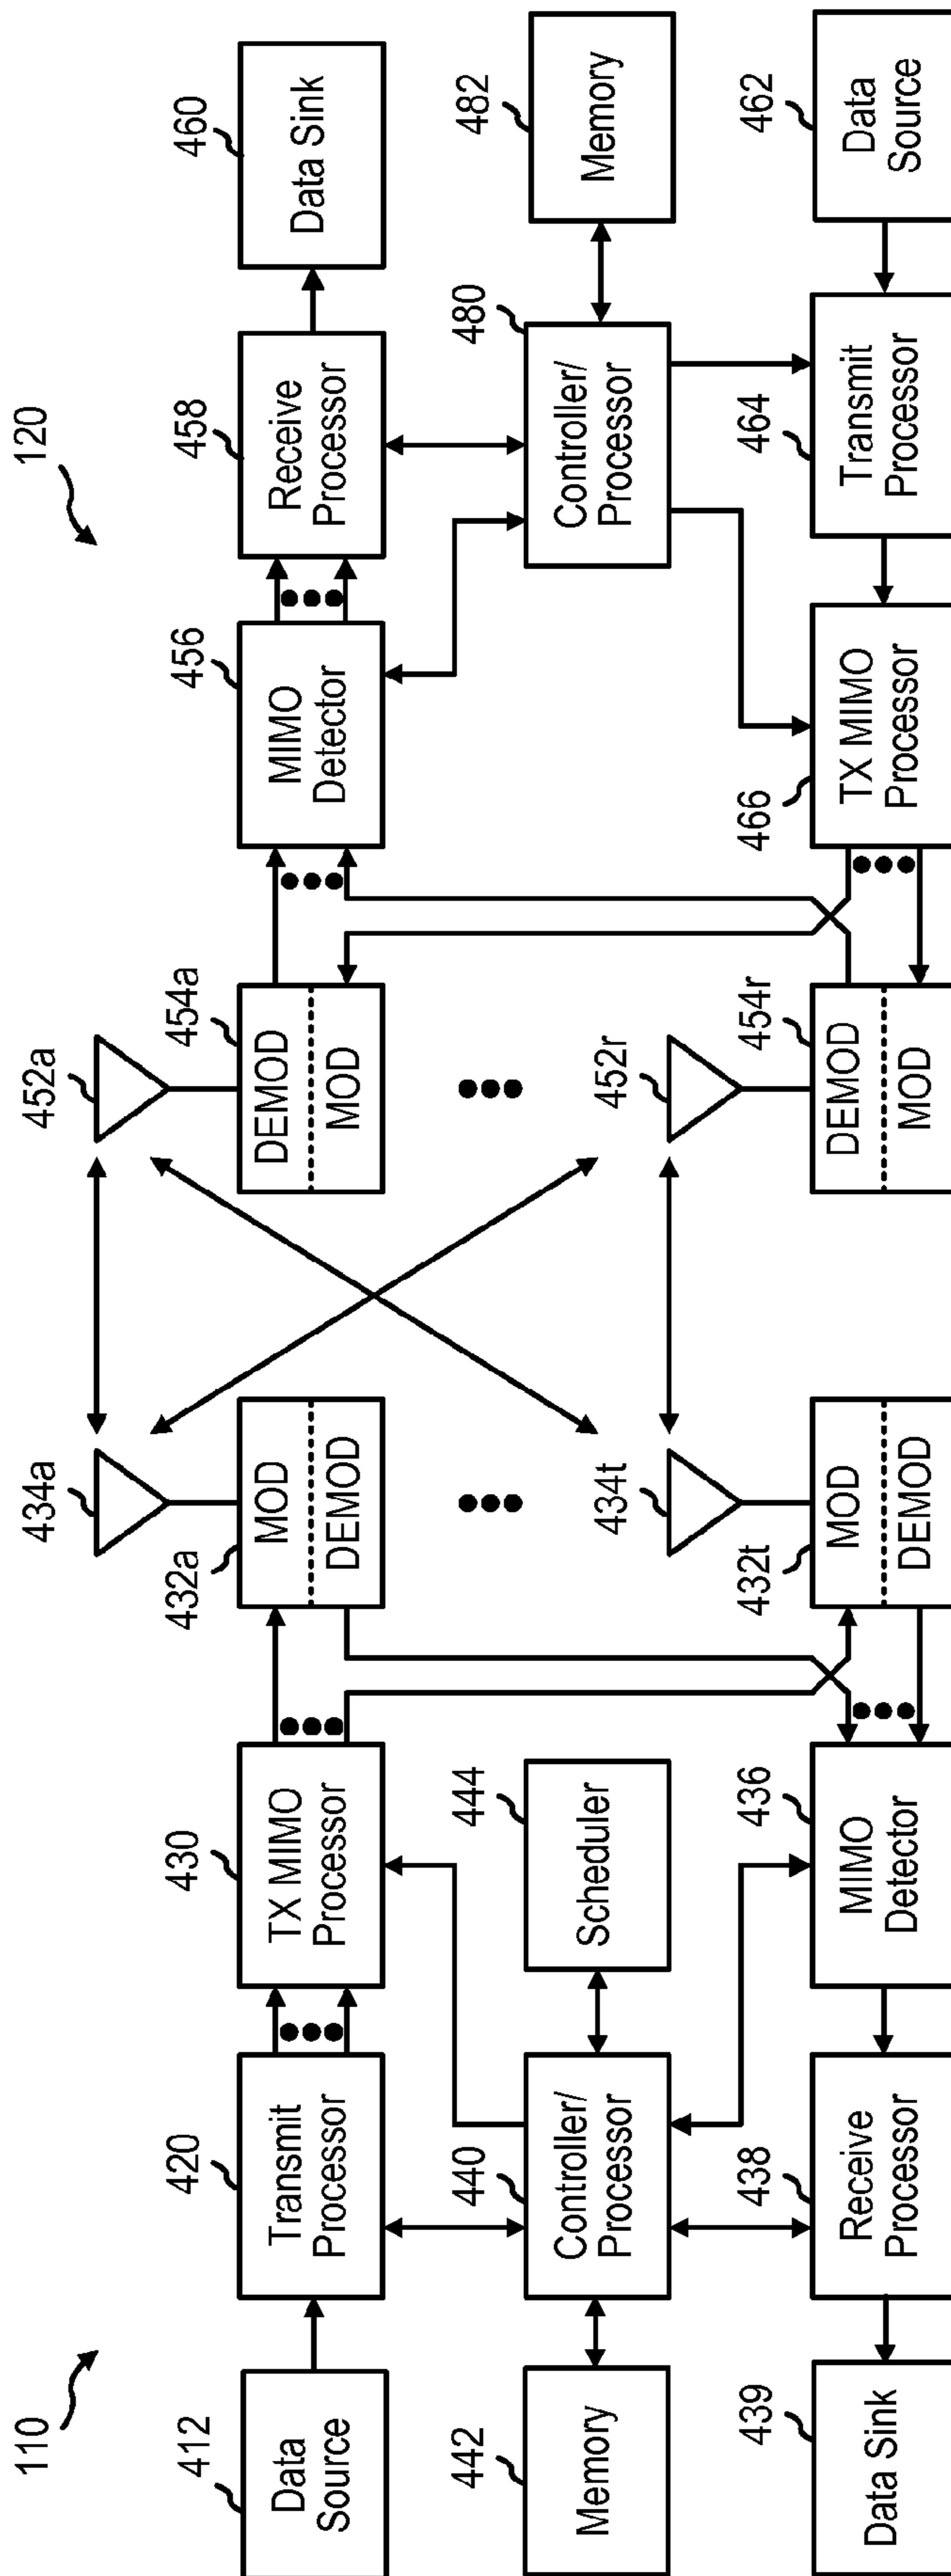 110
120
412
Data
Source
420
Transmit
Processor
430
TX MIMO
Processor
432a
MOD
DEMOD
434a
452a
454a
DEMOD
MOD
456
MIMO
Detector
458
Receive
Processor
460
Data Sink
442
Memory
440
Controller/
Processor
444
Scheduler
480
Controller/
Processor
482
Memory
439
Data Sink
438
Receive
Processor
436
MIMO
Detector
432t
MOD
DEMOD
434t
452r
454r
DEMOD
MOD
466
TX MIMO
Processor
464
Transmit
Processor
462
Data
Source